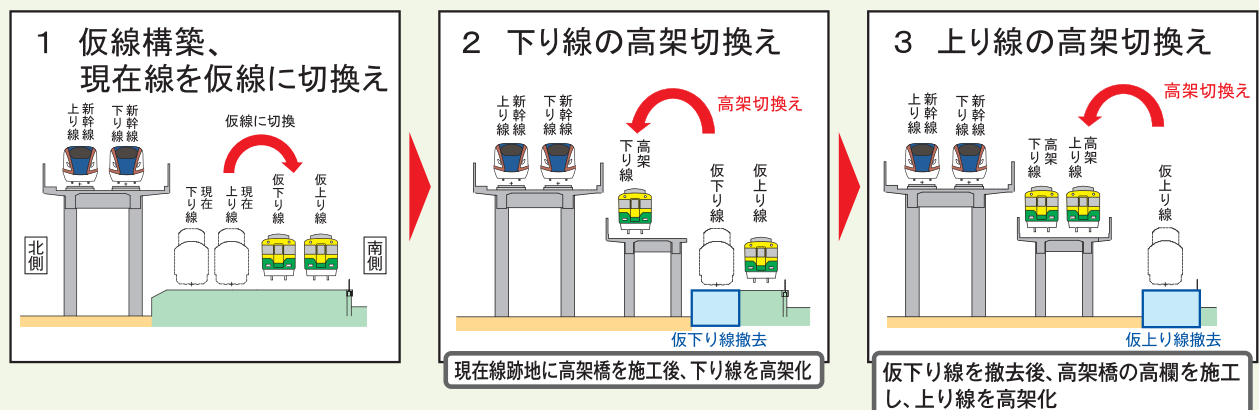 1 仮線構築、
現在線を仮線に切換え
新幹線上り線
新幹線下り線
仮線に切換
現在下り線
現在上り線
仮下り線
仮上り線
北側
南側
2 下り線の高架切換え
新幹線上り線
新幹線下り線
高架切換え
高架下り線
仮下り線
仮上り線
仮下り線撤去
現在線跡地に高架橋を施工後、下り線を高架化
3 上り線の高架切換え
新幹線上り線
新幹線下り線
高架切換え
高架下り線
高架上り線
仮上り線
仮上り線撤去
仮下り線を撤去後、高架橋の高欄を施工
し、上り線を高架化